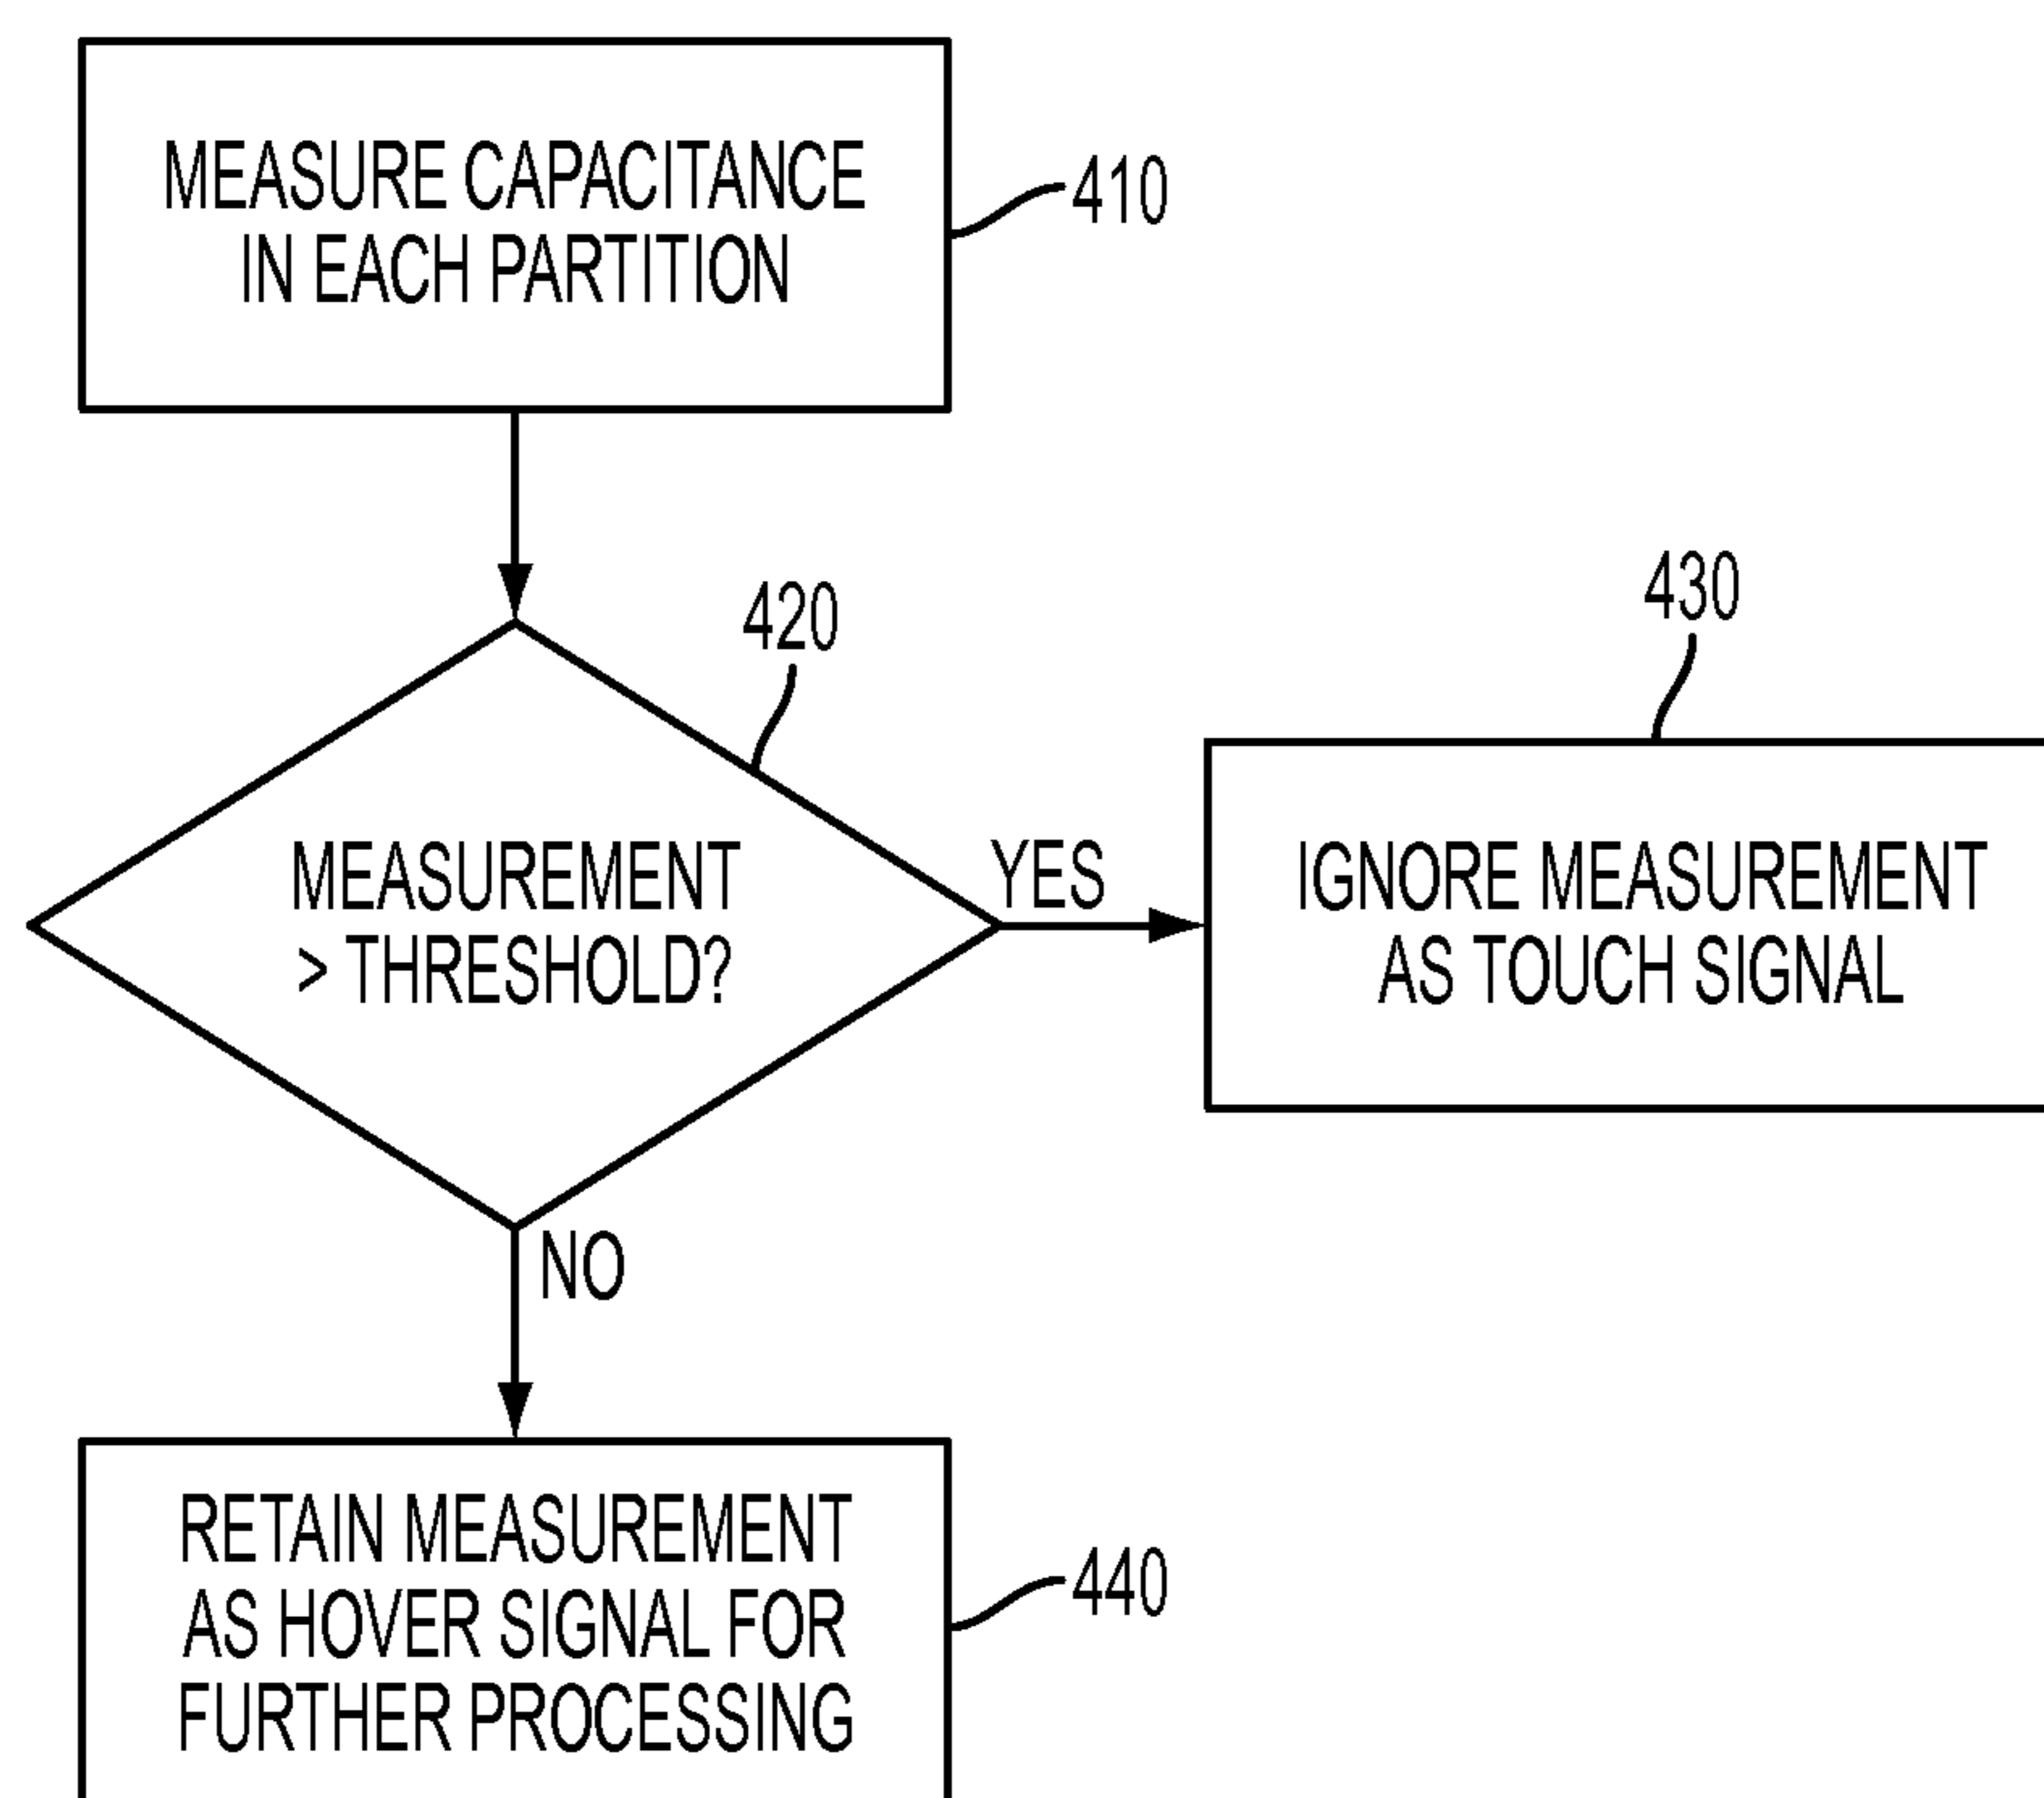 MEASURE CAPACITANCE
IN EACH PARTITION
410
420
430
MEASUREMENT
> THRESHOLD?
YES
IGNORE MEASUREMENT
AS TOUCH SIGNAL
NO
RETAIN MEASUREMENT
AS HOVER SIGNAL FOR
FURTHER PROCESSING
440